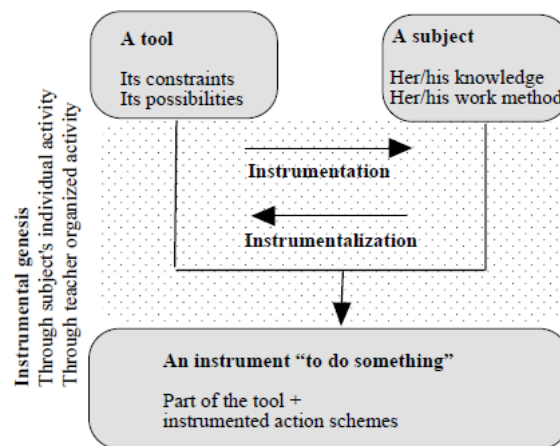 A tool
Its constraints
Its possibilities
A subject
Her/his knowledge
Her/his work method
Instrumentation
Instrumentalization
Instrumental genesis
Through subject's individual activity
Through teacher organized activity
An instrument “to do something”
Part of the tool +
instrumented action schemes